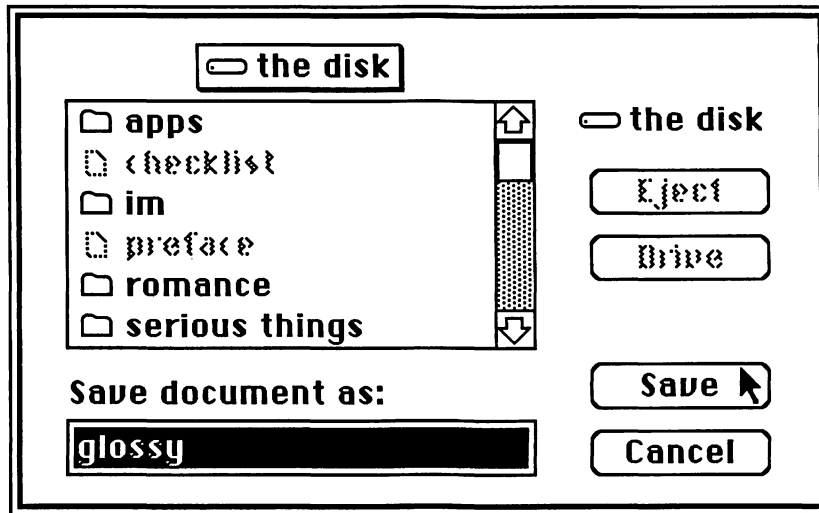 the disk
apps
checklist
im
preface
romance
serious things
Save document as:
glossy
the disk
Eject
Drive
Save
Cancel